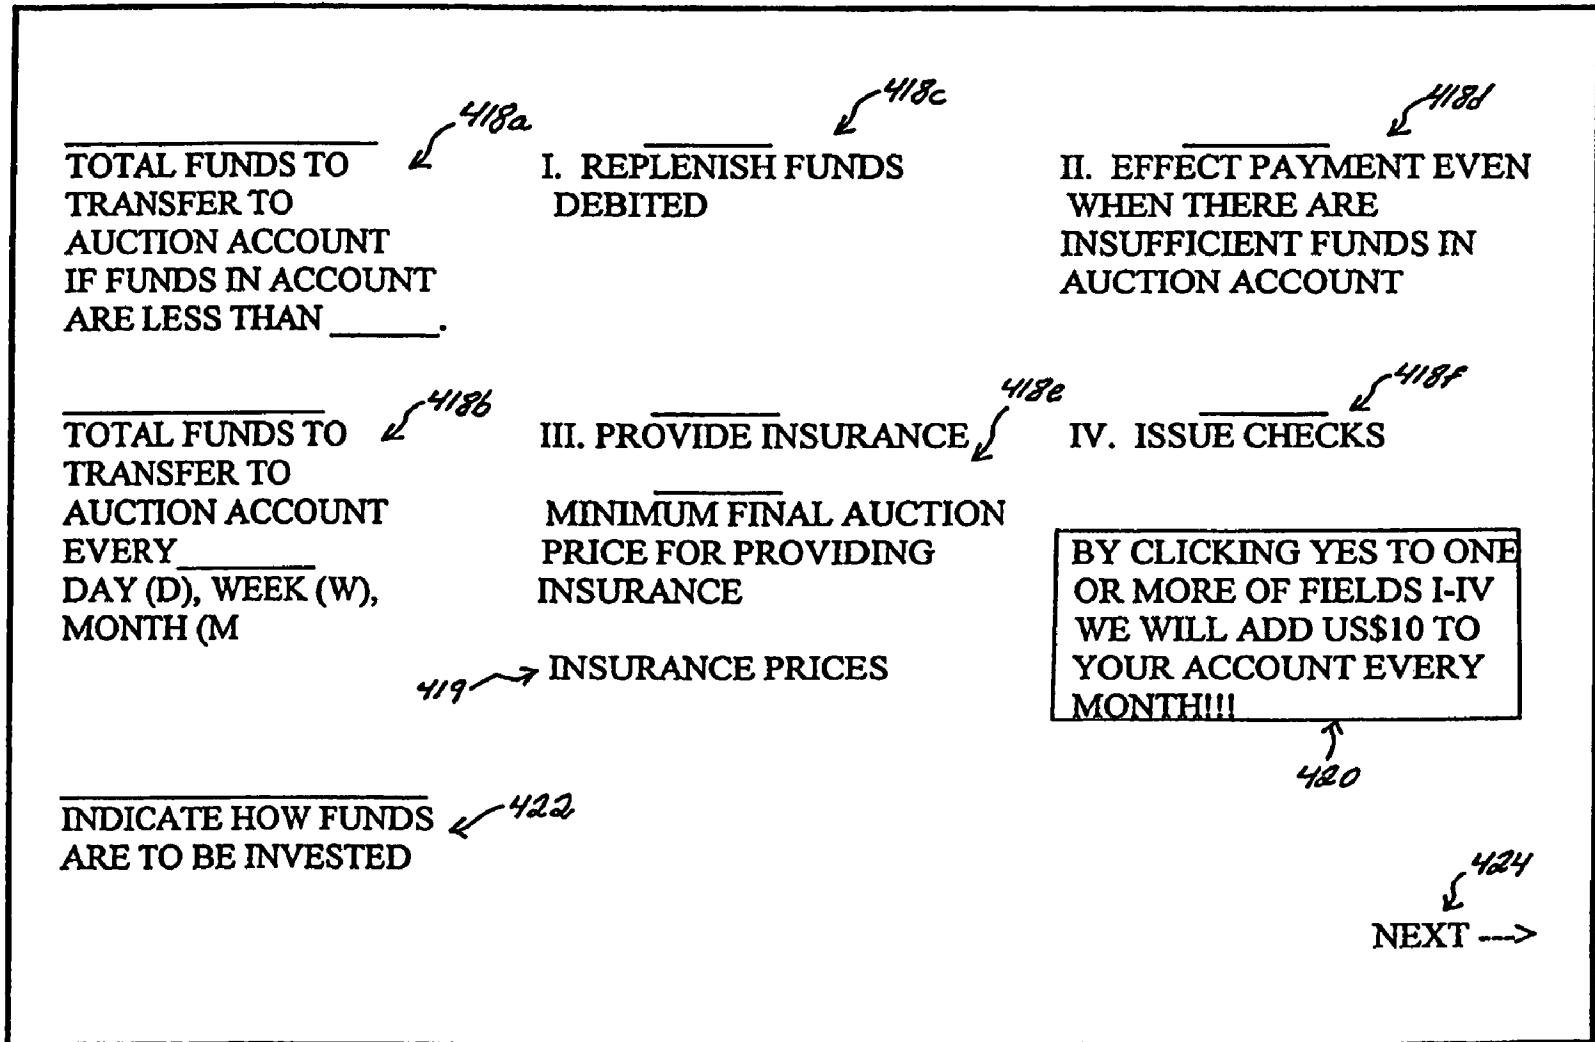 418a
TOTAL FUNDS TO
TRANSFER TO
AUCTION ACCOUNT
IF FUNDS IN ACCOUNT
ARE LESS THAN ______.
418c
I. REPLENISH FUNDS
DEBITED
418d
II. EFFECT PAYMENT EVEN
WHEN THERE ARE
INSUFFICIENT FUNDS IN
AUCTION ACCOUNT
418b
TOTAL FUNDS TO
TRANSFER TO
AUCTION ACCOUNT
EVERY________
DAY (D), WEEK (W),
MONTH (M
418e
III. PROVIDE INSURANCE
MINIMUM FINAL AUCTION
PRICE FOR PROVIDING
INSURANCE
419
INSURANCE PRICES
418f
IV. ISSUE CHECKS
BY CLICKING YES TO ONE
OR MORE OF FIELDS I-IV
WE WILL ADD US$10 TO
YOUR ACCOUNT EVERY
MONTH!!!
420
INDICATE HOW FUNDS
ARE TO BE INVESTED
422
424
NEXT --->